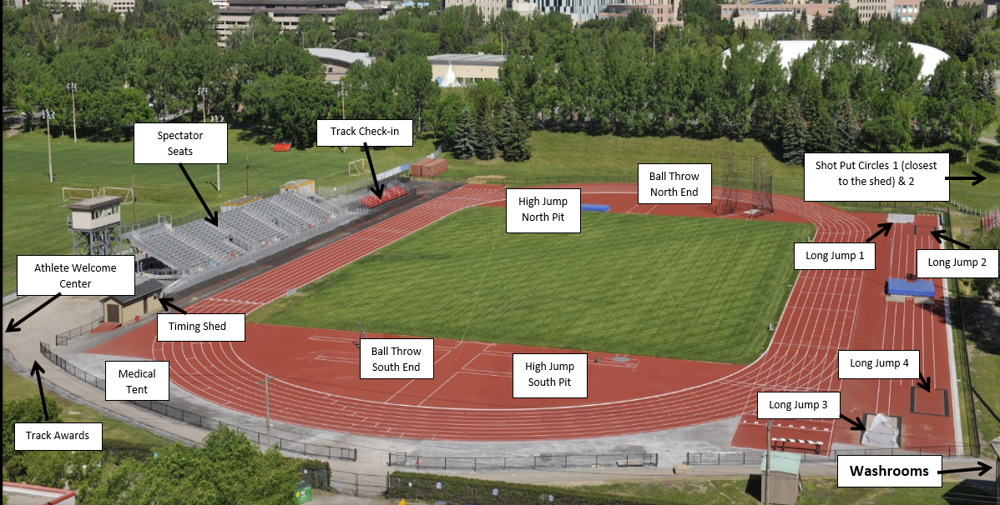 Spectator
Seats
Track Check-in
Ball Throw
North End
Shot Put Circles 1 (closest
to the shed) & 2
High Jump
North Pit
Long Jump 1
Long Jump 2
Athlete Welcome
Center
Timing Shed
Ball Throw
South End
High Jump
South Pit
Long Jump 4
Medical
Tent
Long Jump 3
Track Awards
Washrooms